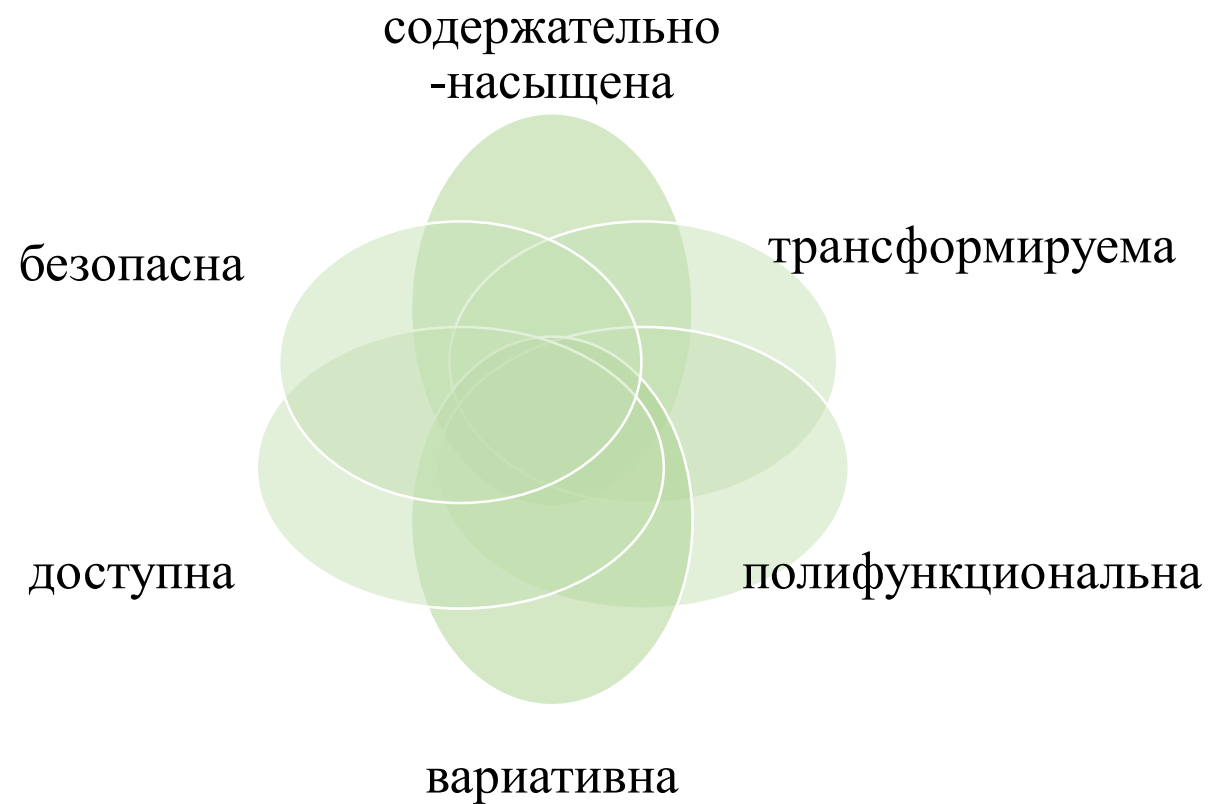 содержательно
-насыщена
трансформируема
безопасна
доступна
полифункциональна
вариативна